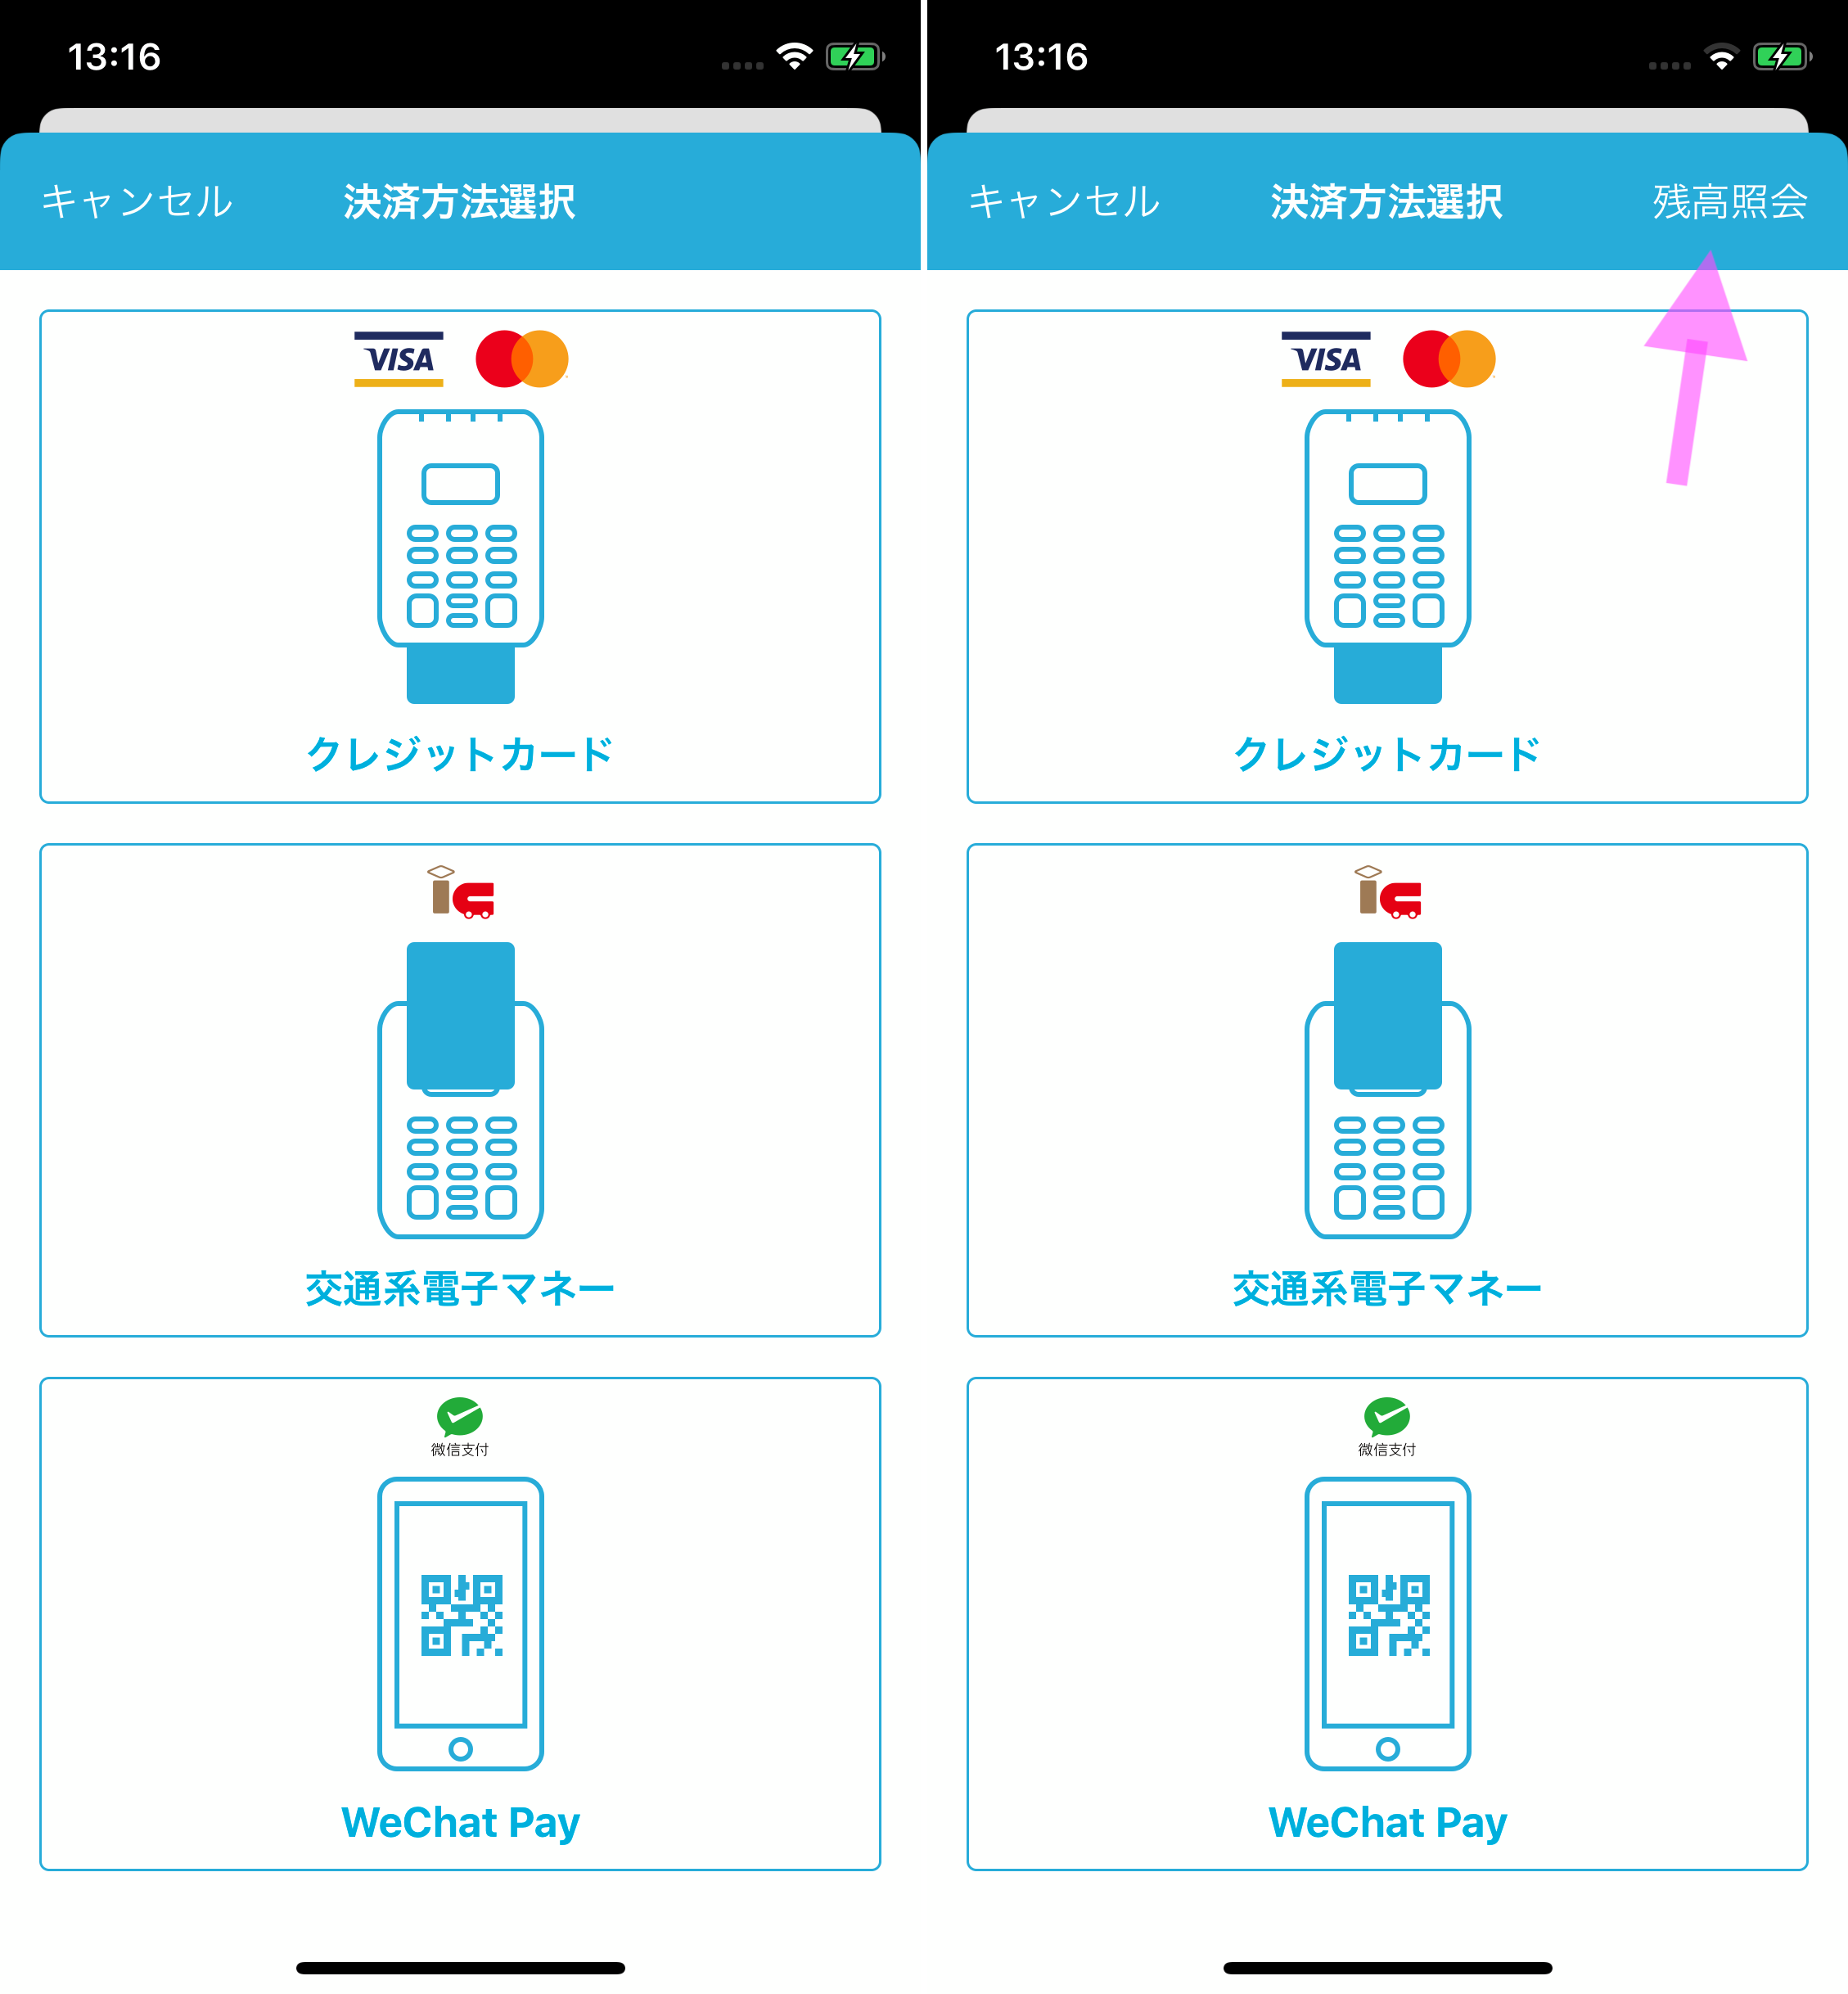 13:16
キャンセル
決済方法選択
VISA
クレジットカード
交通系電子マネー
微信支付
WeChat Pay
13:16
キャンセル
決済方法選択
残高照会
VISA
クレジットカード
交通系電子マネー
微信支付
WeChat Pay